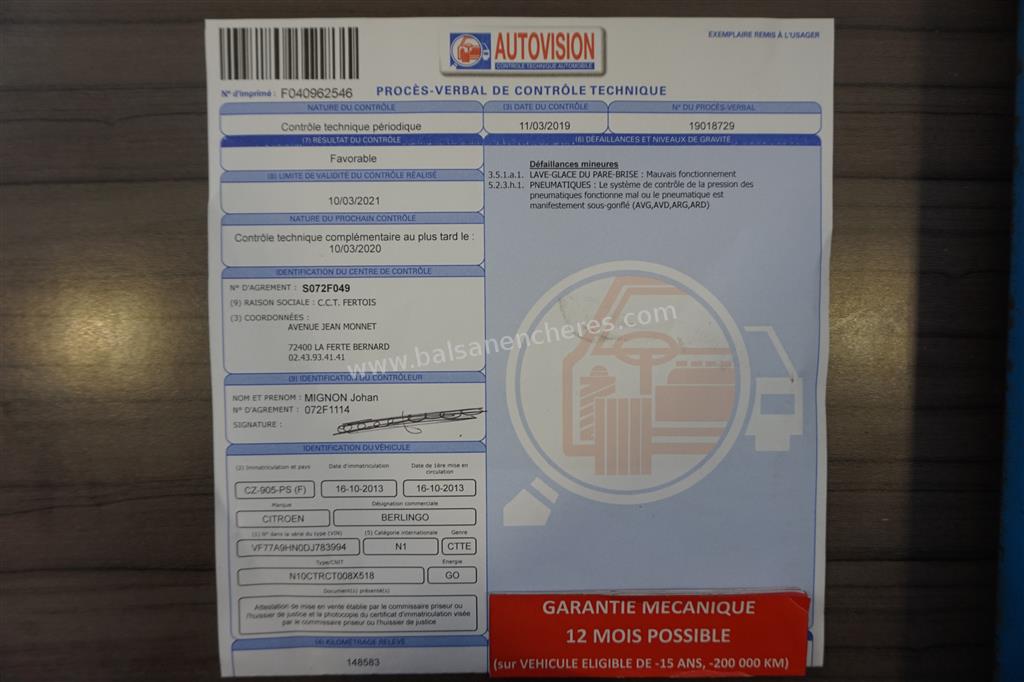 AUTOVISION
CONTROLE TECHNIQUE AUTOMOBILE
EXEMPLAIRE REMIS À L'USAGER
N° d'imprimé : F040962546
PROCÈS-VERBAL DE CONTRÔLE TECHNIQUE
NATURE DU CONTRÔLE
Contrôle technique périodique
(3) DATE DU CONTRÔLE
11/03/2019
N° DU PROCÈS-VERBAL
19018729
(7) RÉSULTAT DU CONTRÔLE
Favorable
(8) LIMITE DE VALIDITÉ DU CONTRÔLE RÉALISÉ
10/03/2021
NATURE DU PROCHAIN CONTRÔLE
Contrôle technique complémentaire au plus tard le :
10/03/2020
IDENTIFICATION DU CENTRE DE CONTRÔLE
N° D'AGREMENT : S072F049
(9) RAISON SOCIALE : C.C.T. FERTOIS
(3) COORDONNÉES :
AVENUE JEAN MONNET
72400 LA FERTE BERNARD
02.43.93.41.41
(9) IDENTIFICATION DU CONTRÔLEUR
NOM ET PRENOM : MIGNON Johan
N° D'AGREMENT : 072F1114
SIGNATURE :
IDENTIFICATION DU VÉHICULE
(2) Immatriculation et pays
CZ-905-PS (F)
Date d'immatriculation
16-10-2013
Date de 1ère mise en
circulation
16-10-2013
Marque
CITROEN
Désignation commerciale
BERLINGO
(1) N° dans la série du type (VIN)
VF77A9HN0DJ783994
(5) Catégorie internationale
N1
Genre
CTTE
Type/CNIT
N10CTRCT008X518
Energie
GO
Document(s) présenté(s)
Attestation de mise en vente établie par le commissaire priseur ou
l'huissier de justice et la photocopie du certificat d'immatriculation visée
par le commissaire priseur ou l'huissier de justice
(4) KILOMÉTRAGE RELEVÉ
148583
(6) DÉFAILLANCES ET NIVEAUX DE GRAVITÉ
Défaillances mineures
3.5.1.a.1. LAVE-GLACE DU PARE-BRISE : Mauvais fonctionnement
5.2.3.h.1. PNEUMATIQUES : Le système de contrôle de la pression des
pneumatiques fonctionne mal ou le pneumatique est
manifestement sous-gonflé (AVG,AVD,ARG,ARD)
www.balsanencheres.com
GARANTIE MECANIQUE
12 MOIS POSSIBLE
(sur VEHICULE ELIGIBLE DE -15 ANS, -200 000 KM)